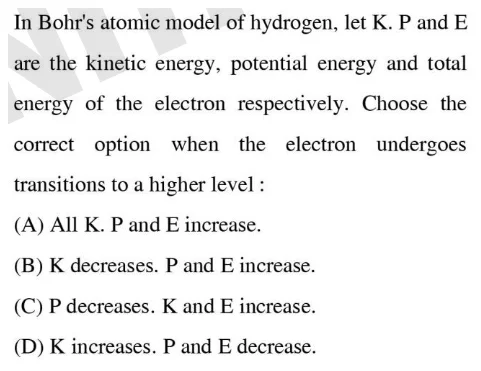 In Bohr's atomic model of hydrogen, let K. P and E
are the kinetic energy, potential energy and total
energy of the electron respectively. Choose the
correct option when the electron undergoes
transitions to a higher level :
(A) All K. P and E increase.
(B) K decreases. P and E increase.
(C) P decreases. K and E increase.
(D) K increases. P and E decrease.